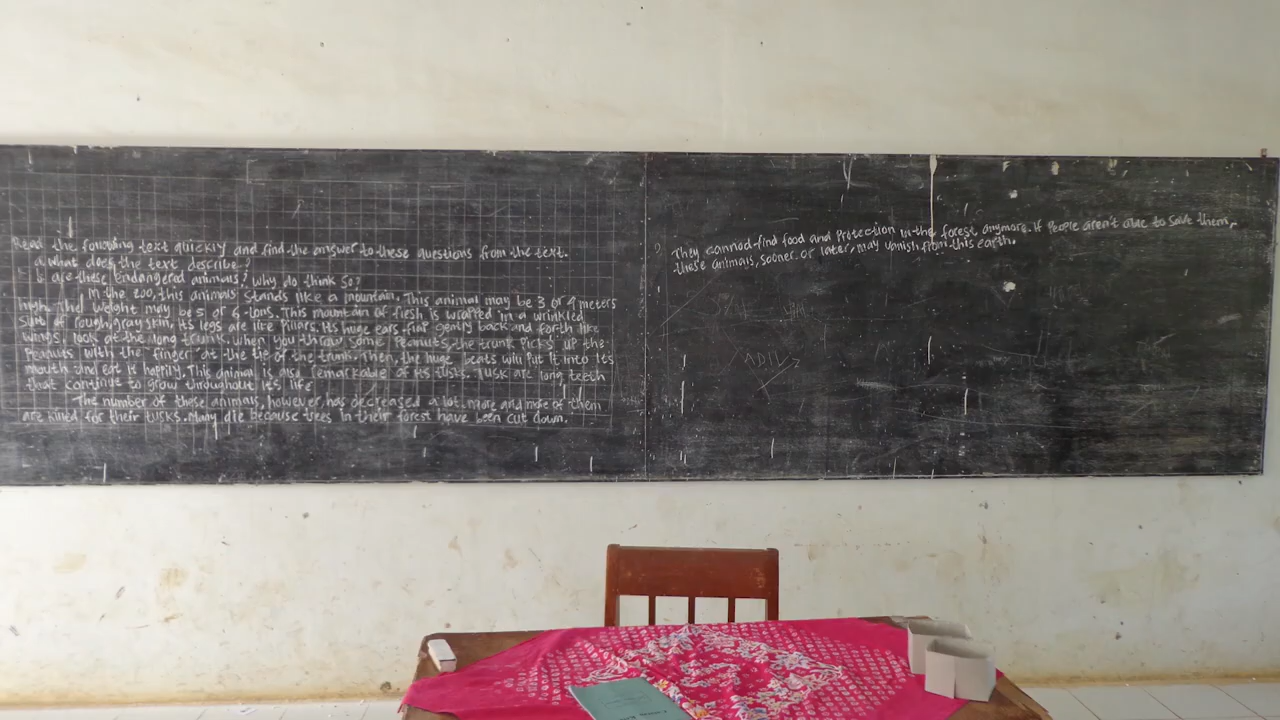 Read the following text quickly and find the answer to these questions from the text.
a. what does the text describe?
b. are these Endangered animals? why do think so?
In the zoo, this animals stands like a mountain. This animal may be 3 or 4 meters
high. and weight may be 5 or 6 tons. This mountain of flesh is wrapped in a wrinkled
suit of rough, gray skin. Its legs are like pillars. Its huge ears flap gently back and forth like
wings. look at the long trunk. when you throw some peanuts, the trunk picks up the
Peanuts with the finger at the tip of the trunk. Then, the huge beats will put it into its
mouth and eat is happily. This animal is also remarkable of its tusks. Tusk are long teeth
that continue to grow throughout its life
The number of these animals, however, has decreased a lot. more and more of them
are killed for their tusks. Many die because trees in their forest have been cut down.
They cannod find food and protection in the forest anymore. If people aren't able to save them,
these animals, sooner or later, may vanish from this earth.
ADIL